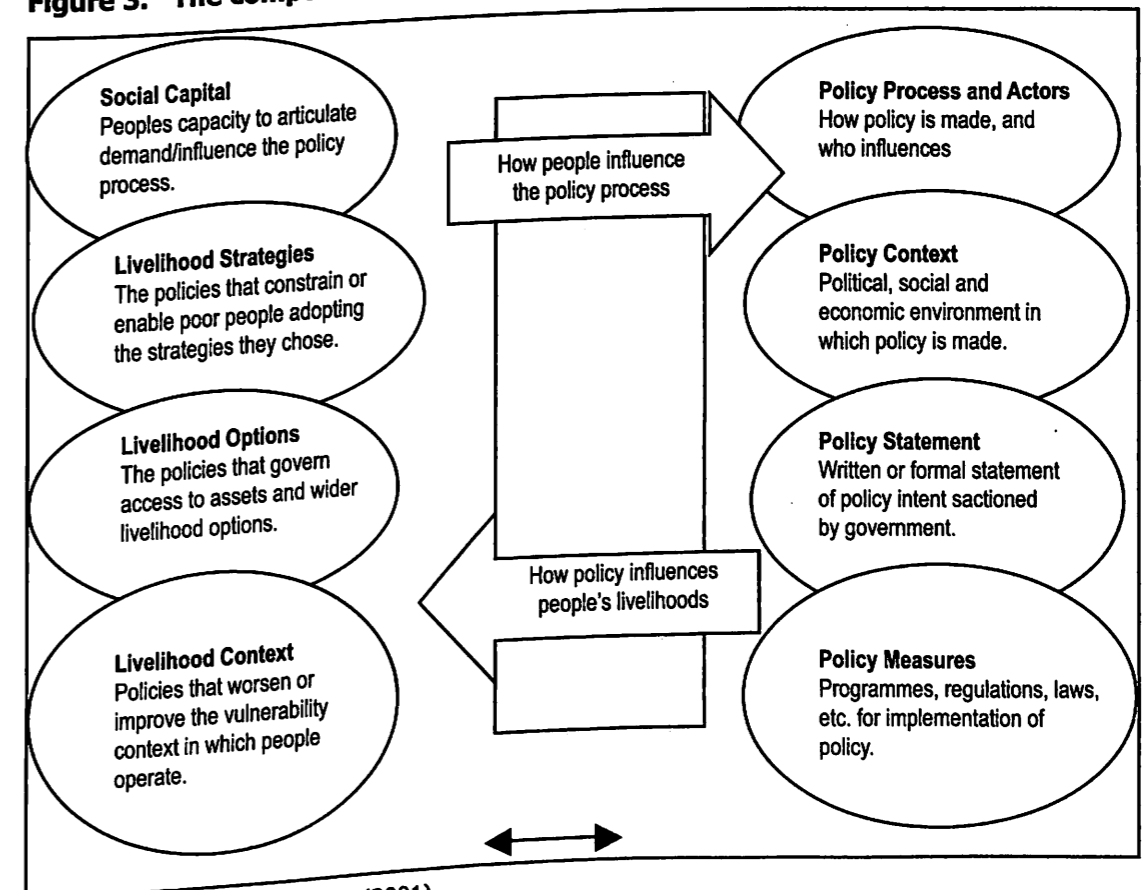 Figure 3. The
Social Capital
Peoples capacity to articulate
demand/influence the policy
process.
Livelihood Strategies
The policies that constrain or
enable poor people adopting
the strategies they chose.
Livelihood Options
The policies that govern
access to assets and wider
livelihood options.
Livelihood Context
Policies that worsen or
improve the vulnerability
context in which people
operate.
How people influence
the policy process
How policy influences
people's livelihoods
Policy Process and Actors
How policy is made, and
who influences
Policy Context
Political, social and
economic environment in
which policy is made.
Policy Statement
Written or formal statement
of policy intent sactioned
by government.
Policy Measures
Programmes, regulations, laws,
etc. for implementation of
policy.